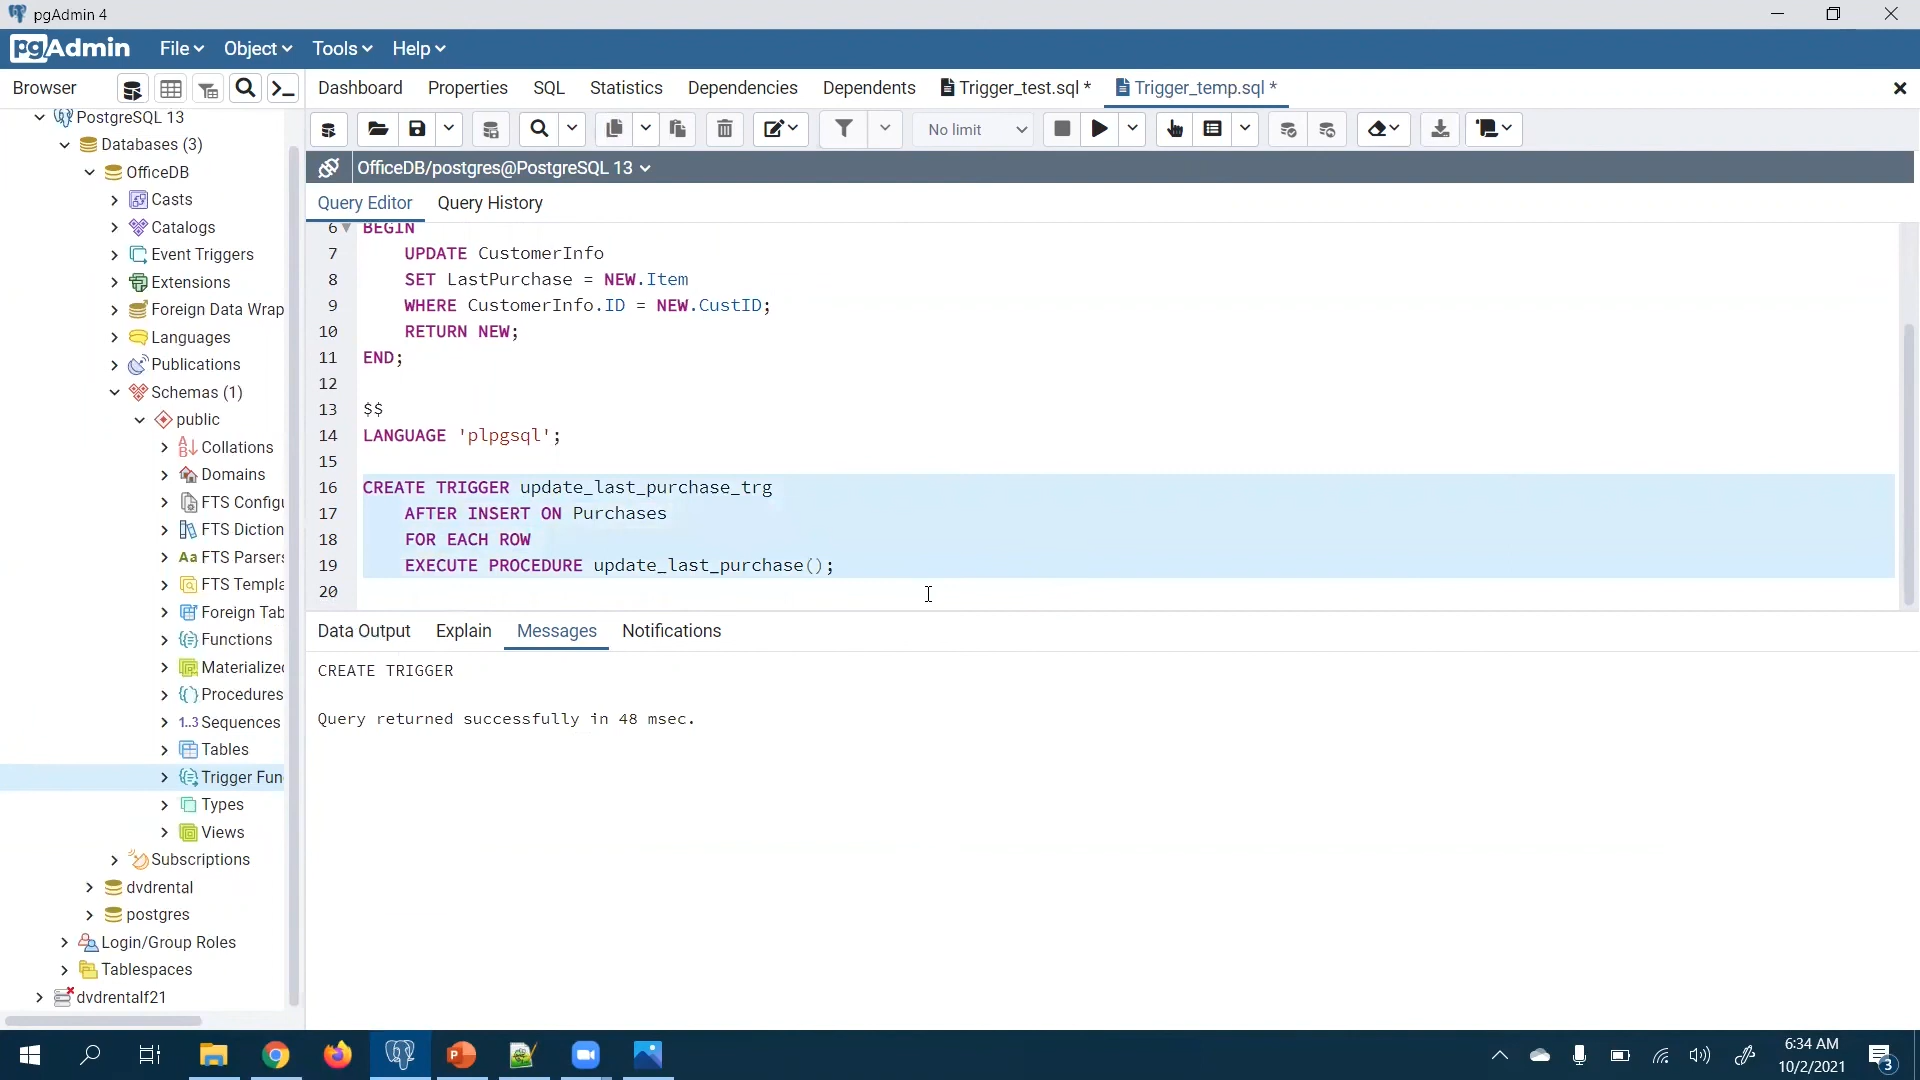 pgAdmin 4
pgAdmin File Object Tools Help
Browser
Dashboard Properties SQL Statistics Dependencies Dependents Trigger_test.sql * Trigger_temp.sql *
No limit
OfficeDB/postgres@PostgreSQL 13
Query Editor Query History
PostgreSQL 13
Databases (3)
OfficeDB
Casts
Catalogs
Event Triggers
Extensions
Foreign Data Wrap
Languages
Publications
Schemas (1)
public
Collations
Domains
FTS Configu
FTS Diction
FTS Parsers
FTS Templa
Foreign Tab
Functions
Materialized
Procedures
1..3 Sequences
Tables
Trigger Fun
Types
Views
Subscriptions
dvdrental
postgres
Login/Group Roles
Tablespaces
dvdrentalf21
6 BEGIN
7 UPDATE CustomerInfo
8 SET LastPurchase = NEW.Item
9 WHERE CustomerInfo.ID = NEW.CustID;
10 RETURN NEW;
11 END;
12
13 $$
14 LANGUAGE 'plpgsql';
15
16 CREATE TRIGGER update_last_purchase_trg
17 AFTER INSERT ON Purchases
18 FOR EACH ROW
19 EXECUTE PROCEDURE update_last_purchase();
20
Data Output Explain Messages Notifications
CREATE TRIGGER
Query returned successfully in 48 msec.
6:34 AM
10/2/2021
3